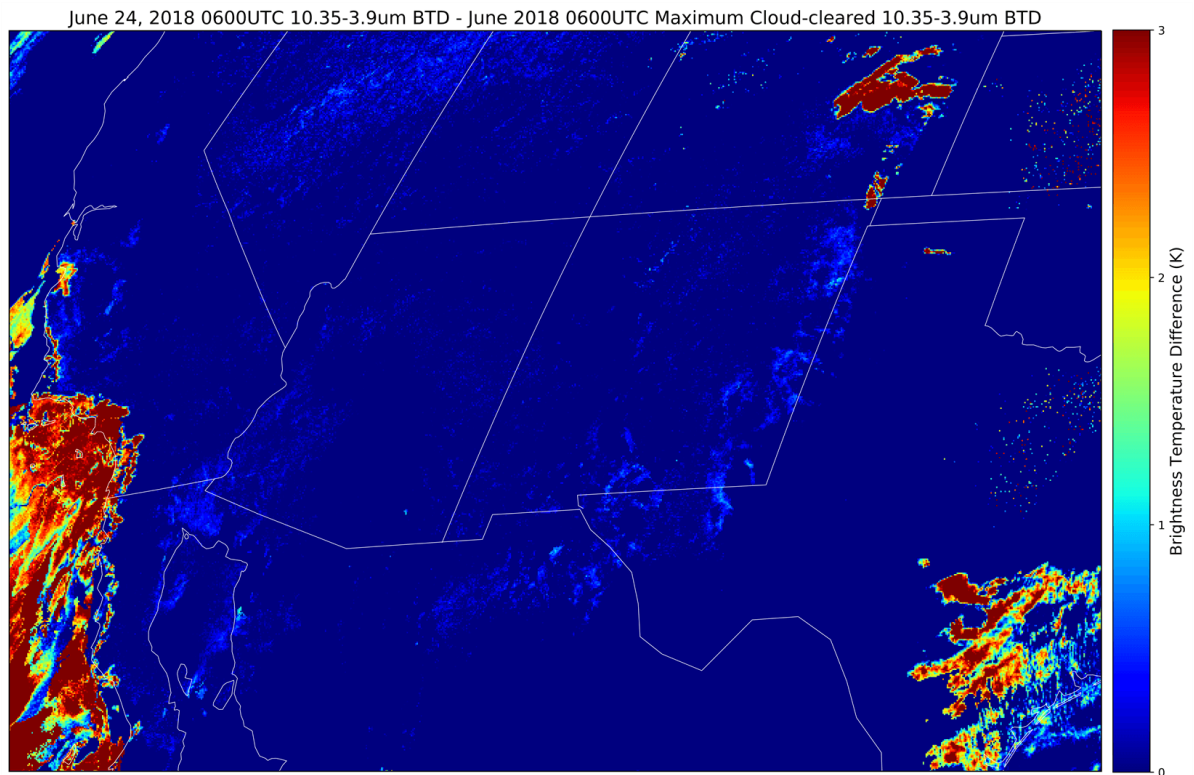 June 24, 2018 0600UTC 10.35-3.9um BTD - June 2018 0600UTC Maximum Cloud-cleared 10.35-3.9um BTD
3
2
1
0
Brightness Temperature Difference (K)